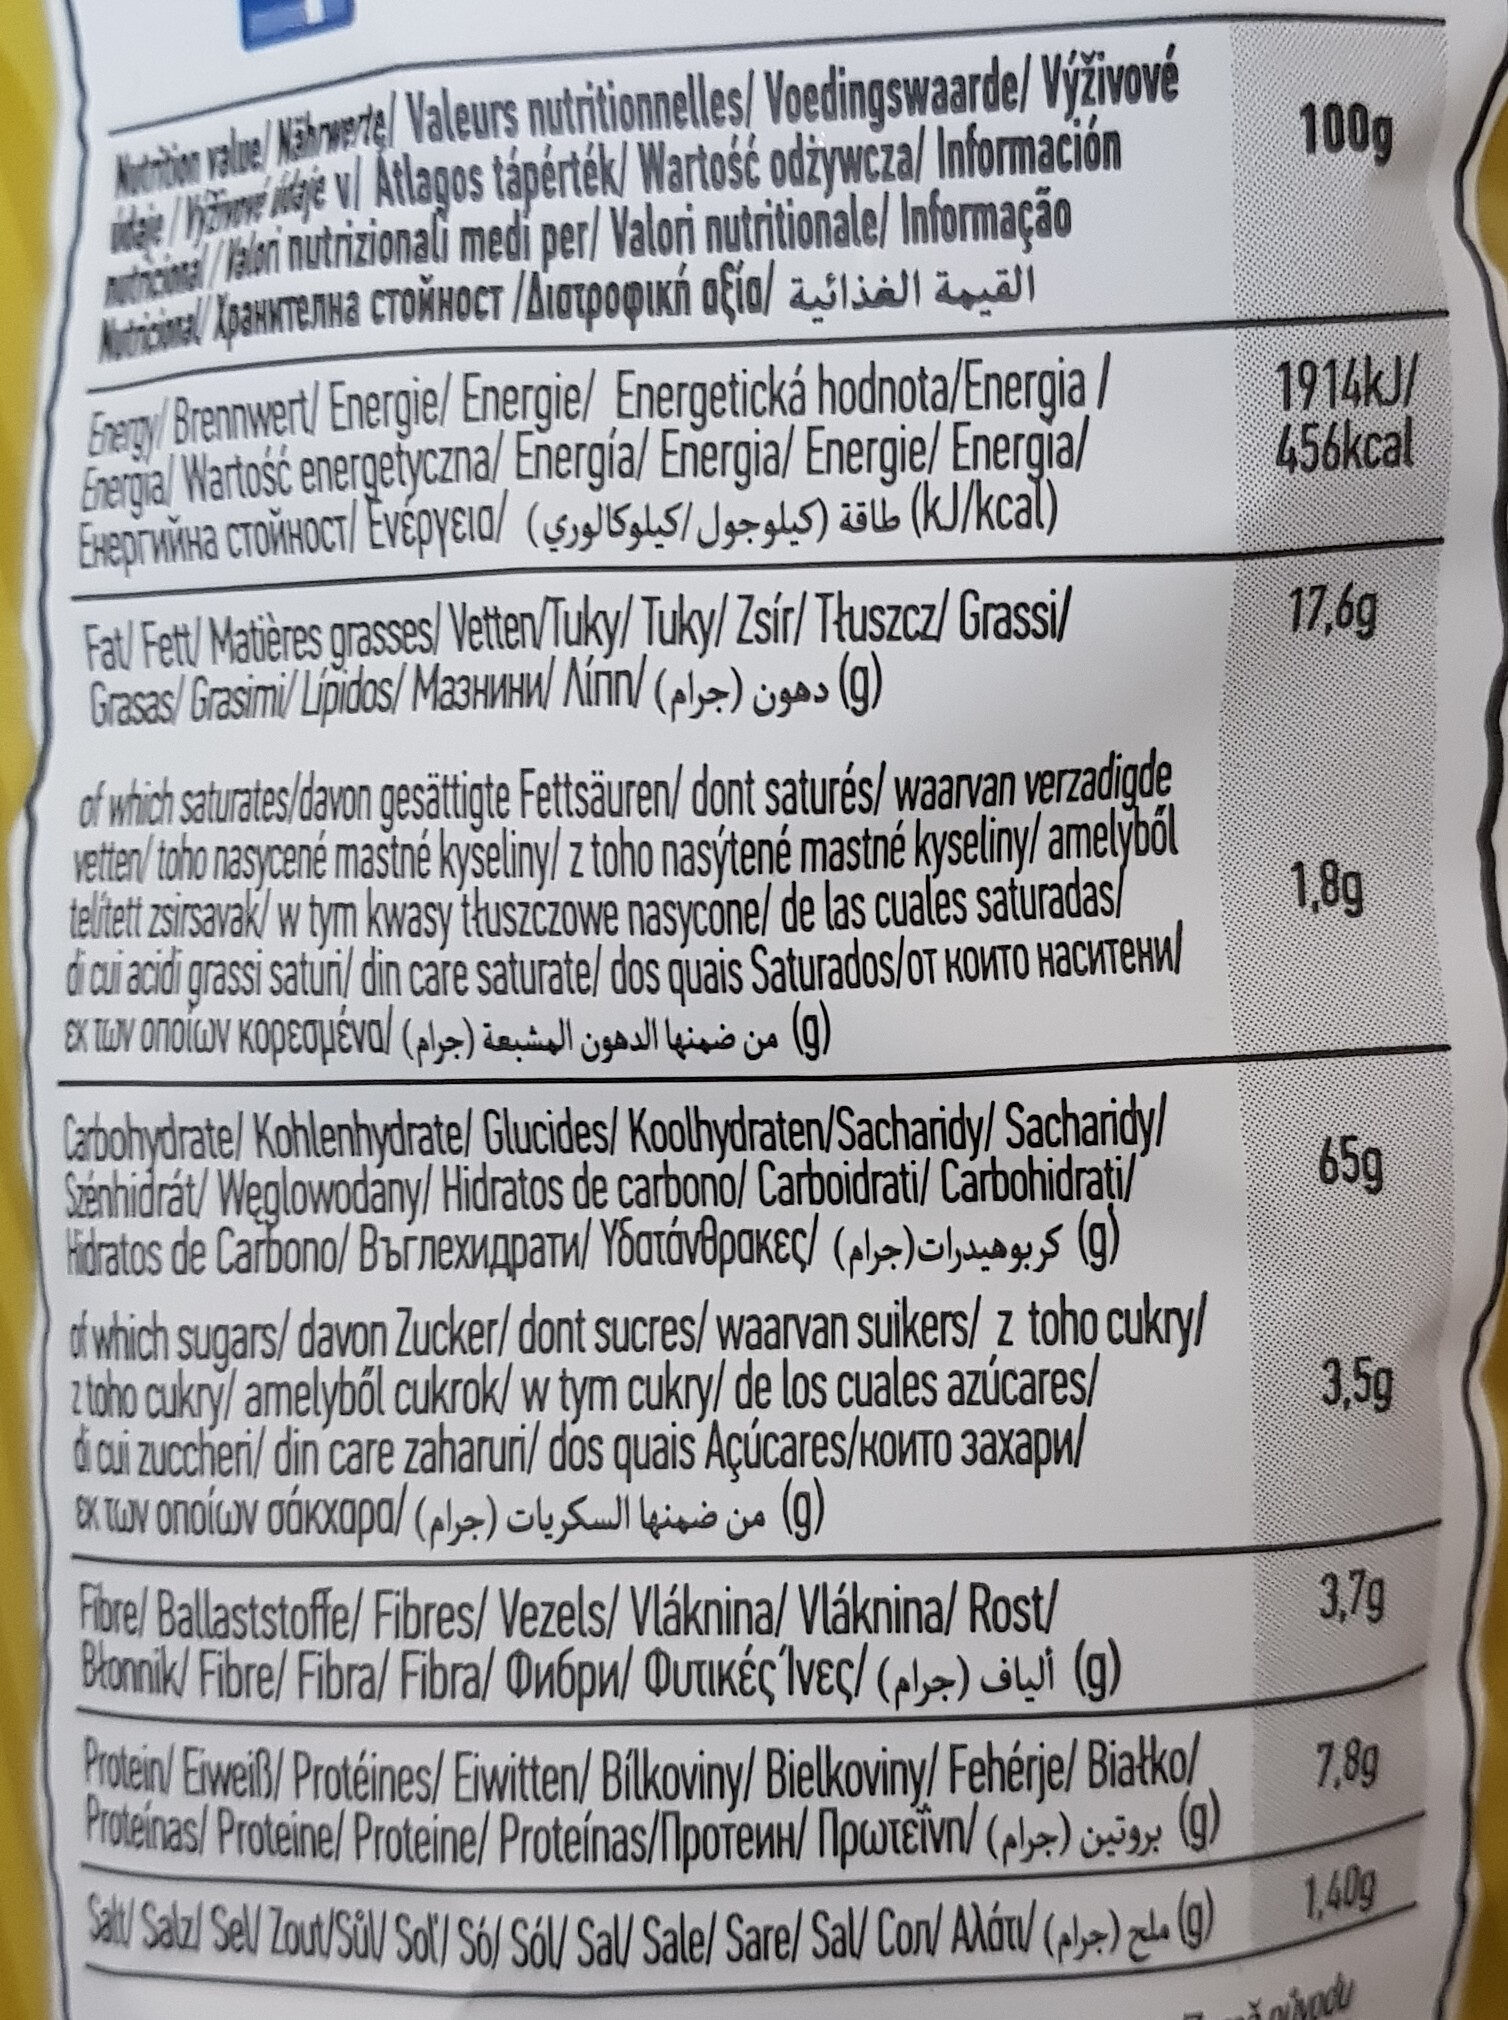 Nutrition value/ Nährwerte/ Valeurs nutritionnelles/ Voedingswaarde/ Výživové
údaje / Výživové údaje v/ Átlagos tápérték/ Wartość odżywcza/ Información
nutricional / Valori nutrizionali medi per/ Valori nutritionale/ Informação
Nutricional/ Хранителна стойност /Διατροφική αξία/ القيمة الغذائية
100g
Energy/ Brennwert/ Energie/ Energie/ Energetická hodnota/Energia /
Energia/ Wartość energetyczna/ Energía/ Energia/ Energie/ Energia/
Енергийна стойност/ Ενέργεια/ طاقة (كيلوجول/كيلوكالوري) (kJ/kcal)
1914kJ/
456kcal
Fat/ Fett/ Matières grasses/ Vetten/Tuky/ Tuky/ Zsír/ Tłuszcz/ Grassi/
Grasas/ Grasimi/ Lípidos/ Мазнини/ Λίπη/ دهون (جرام) (g)
17,6g
of which saturates/davon gesättigte Fettsäuren/ dont saturés/ waarvan verzadigde
vetten/ toho nasycené mastné kyseliny/ z toho nasýtené mastné kyseliny/ amelyből
telített zsirsavak/ w tym kwasy tłuszczowe nasycone/ de las cuales saturadas/
di cui acidi grassi saturi/ din care saturate/ dos quais Saturados/от които наситени/
εκ των οποίων κορεσμένα/ من ضمنها الدهون المشبعة (جرام) (g)
1,8g
Carbohydrate/ Kohlenhydrate/ Glucides/ Koolhydraten/Sacharidy/ Sacharidy/
Szénhidrát/ Węglowodany/ Hidratos de carbono/ Carboidrati/ Carbohidrați/
Hidratos de Carbono/ Въглехидрати/ Υδατάνθρακες/ كربوهيدرات(جرام) (g)
65g
of which sugars/ davon Zucker/ dont sucres/ waarvan suikers/ z toho cukry/
z toho cukry/ amelyből cukrok/ w tym cukry/ de los cuales azúcares/
di cui zuccheri/ din care zaharuri/ dos quais Açúcares/които захари/
εκ των οποίων σάκχαρα/ من ضمنها السكريات (جرام) (g)
3,5g
Fibre/ Ballaststoffe/ Fibres/ Vezels/ Vláknina/ Vláknina/ Rost/
Błonnik/ Fibre/ Fibra/ Fibra/ Фибри/ Φυτικές Ίνες/ ألياف (جرام) (g)
3,7g
Protein/ Eiweiß/ Protéines/ Eiwitten/ Bílkoviny/ Bielkoviny/ Fehérje/ Białko/
Proteínas/ Proteine/ Proteine/ Proteínas/Протеин/ Πρωτεΐνη/ بروتين (جرام) (g)
7,8g
Salt/ Salz/ Sel/ Zout/Sůl/ Soľ/ Só/ Sól/ Sal/ Sale/ Sare/ Sal/ Сол/ Αλάτι/ ملح (جرام) (g)
1,40g
původu